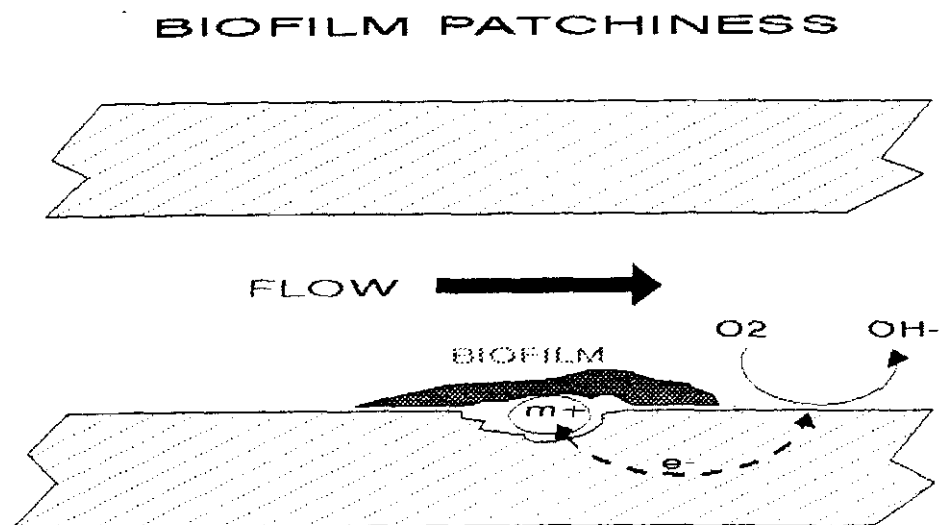 BIOFILM PATCHINESS
FLOW
O2
OH-
BIOFILM
m+
e-